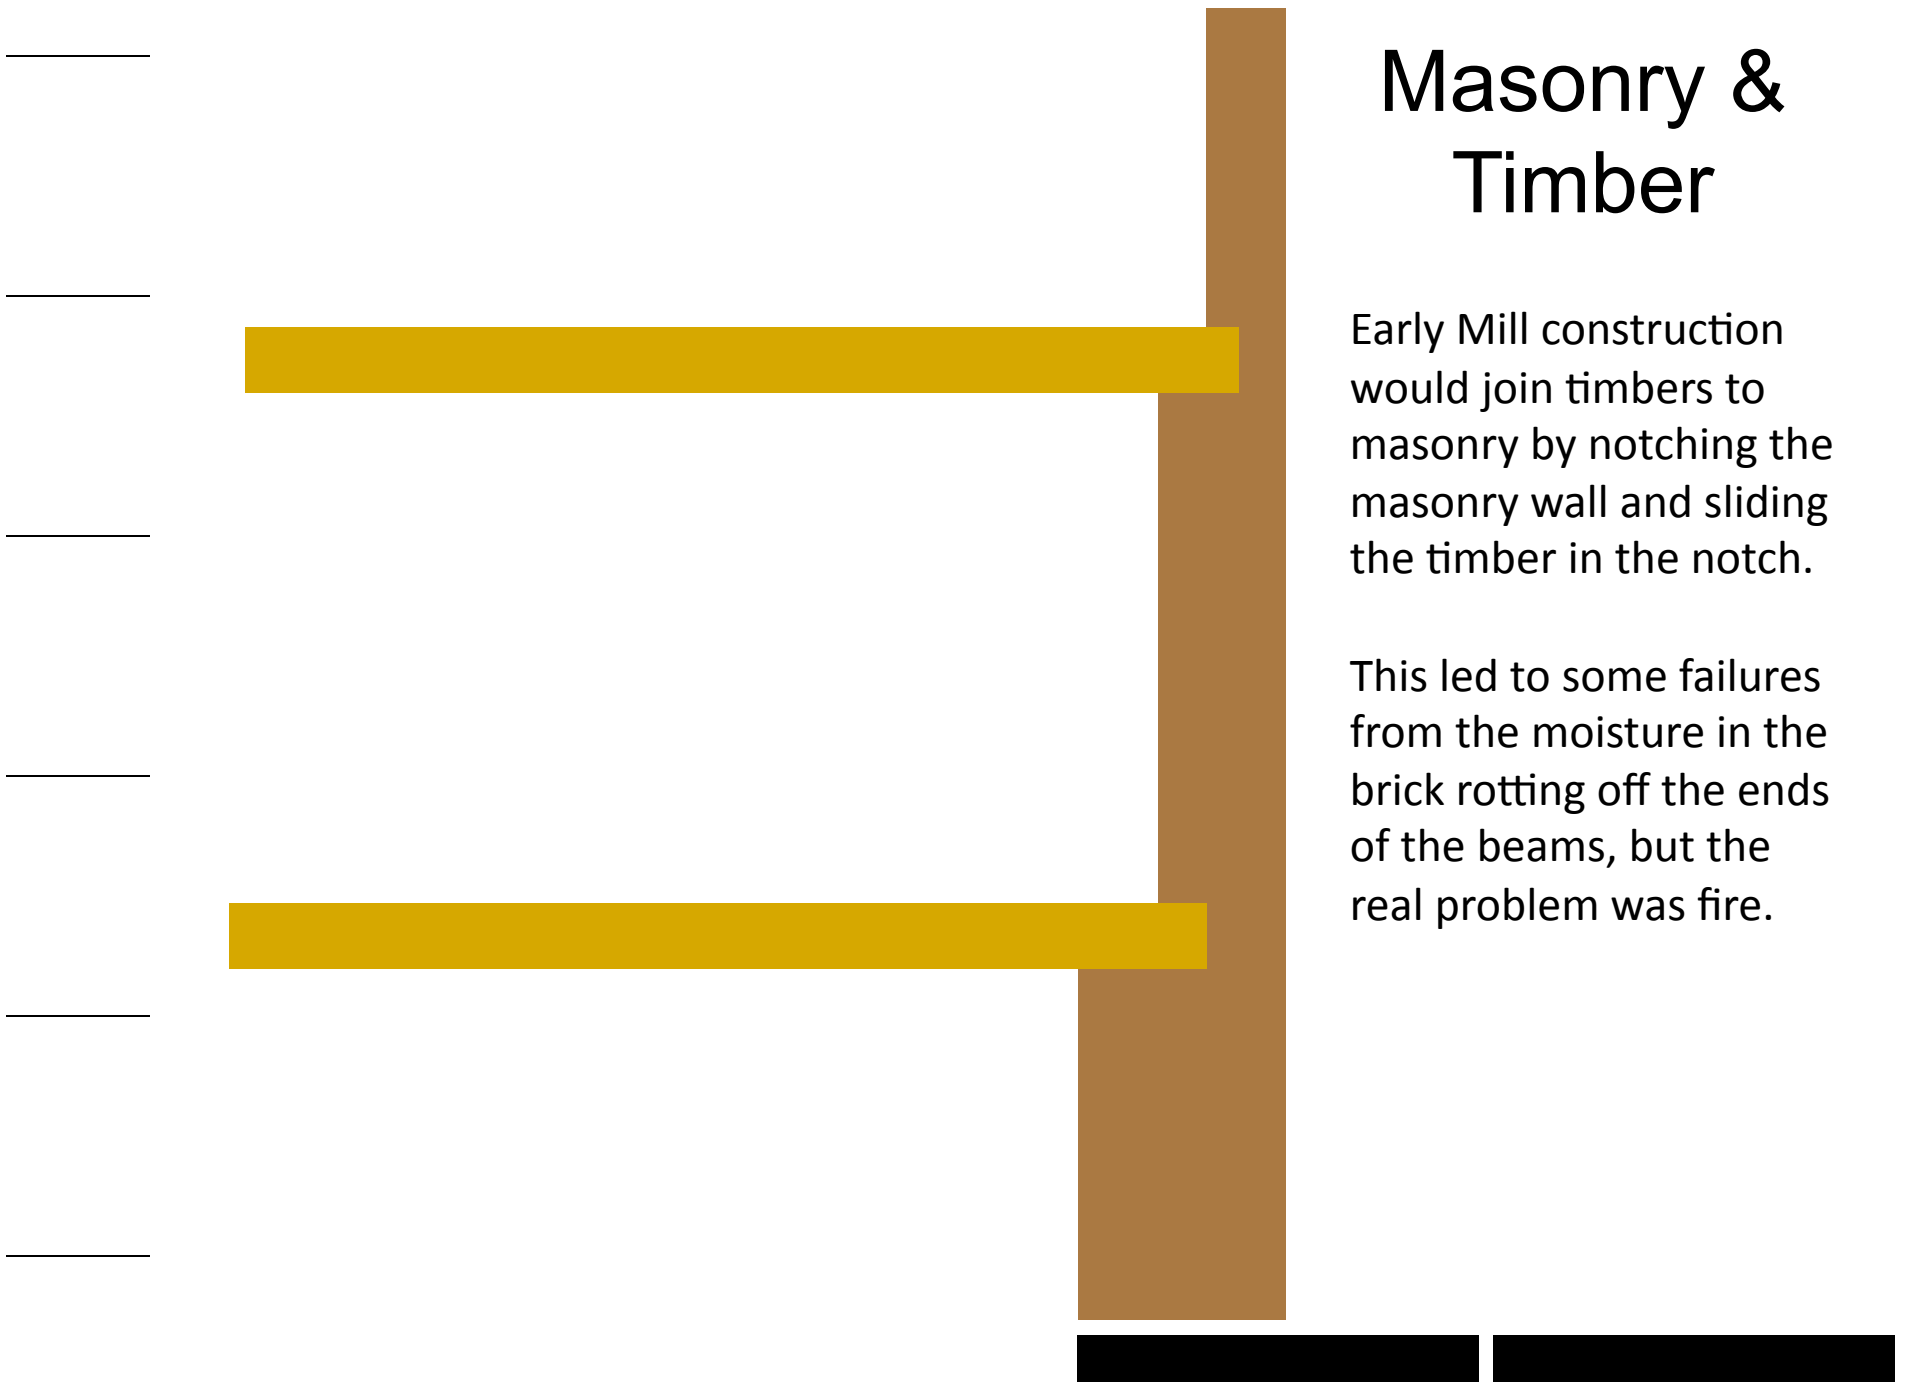 Masonry &
Timber
Early Mill construction
would join timbers to
masonry by notching the
masonry wall and sliding
the timber in the notch.
This led to some failures
from the moisture in the
brick rotting off the ends
of the beams, but the
real problem was fire.